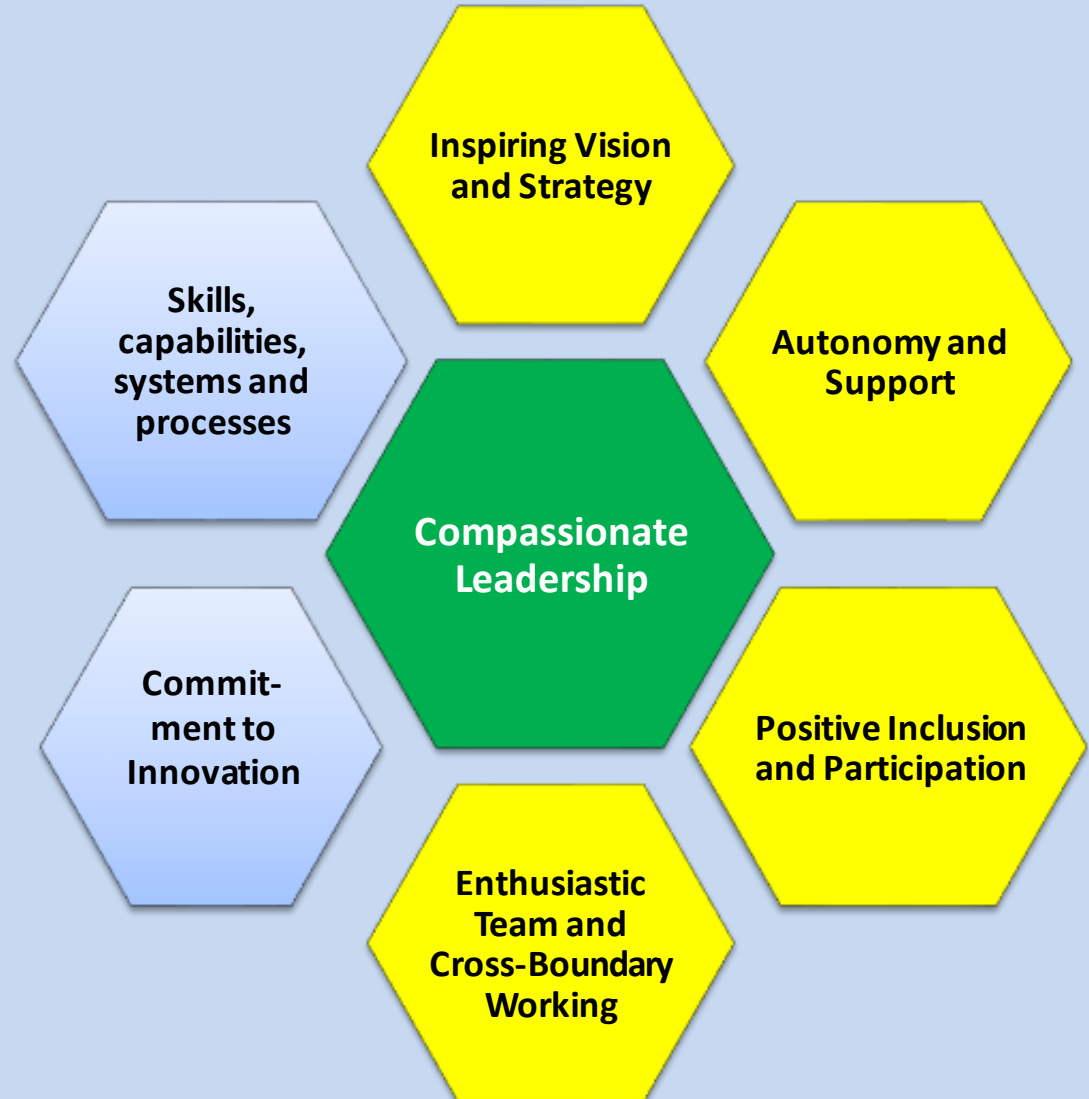 Inspiring Vision
and Strategy
Skills,
capabilities,
systems and
processes
Autonomy and
Support
Compassionate
Leadership
Commit-
ment to
Innovation
Positive Inclusion
and Participation
Enthusiastic
Team and
Cross-Boundary
Working